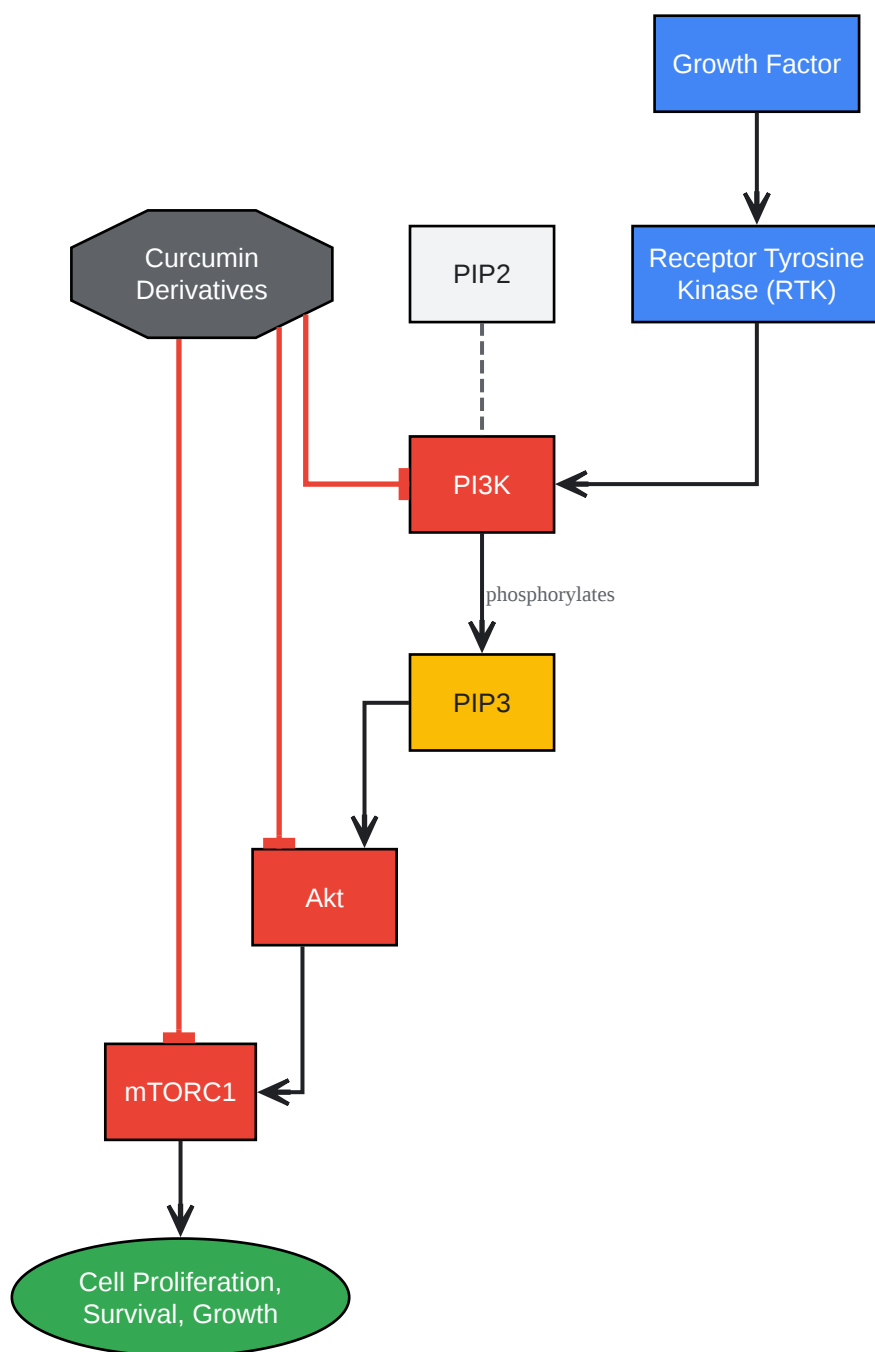 Growth Factor
Curcumin
Derivatives
PIP2
Receptor Tyrosine
Kinase (RTK)
PI3K
phosphorylates
PIP3
Akt
mTORC1
Cell Proliferation,
Survival, Growth